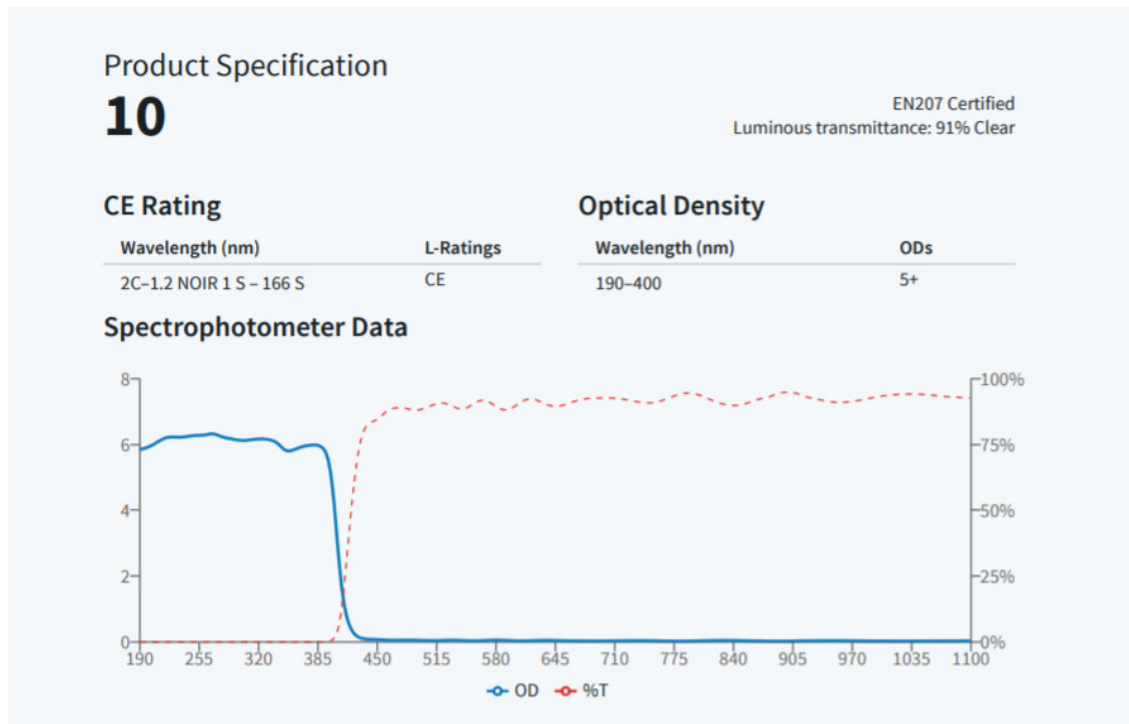 Product Specification
10
EN207 Certified
Luminous transmittance: 91% Clear
CE Rating
Wavelength (nm) L-Ratings
2C–1.2 NOIR 1 S – 166 S CE
Optical Density
Wavelength (nm) ODs
190–400 5+
Spectrophotometer Data
8
6
4
2
0
100%
75%
50%
25%
0%
190 255 320 385 450 515 580 645 710 775 840 905 970 1035 1100
OD %T